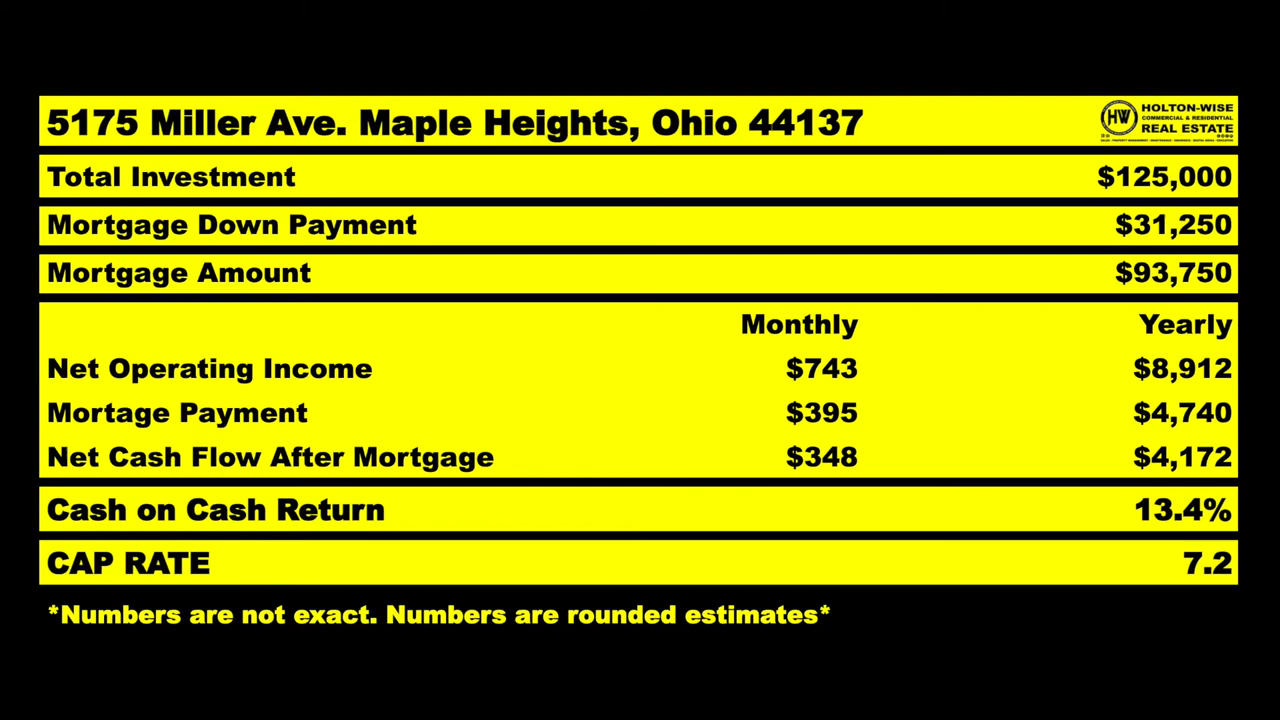 5175 Miller Ave. Maple Heights, Ohio 44137
HW
HOLTON-WISE
COMMERCIAL & RESIDENTIAL
REAL ESTATE
Total Investment $125,000
Mortgage Down Payment $31,250
Mortgage Amount $93,750
Monthly Yearly
Net Operating Income $743 $8,912
Mortage Payment $395 $4,740
Net Cash Flow After Mortgage $348 $4,172
Cash on Cash Return 13.4%
CAP RATE 7.2
*Numbers are not exact. Numbers are rounded estimates*